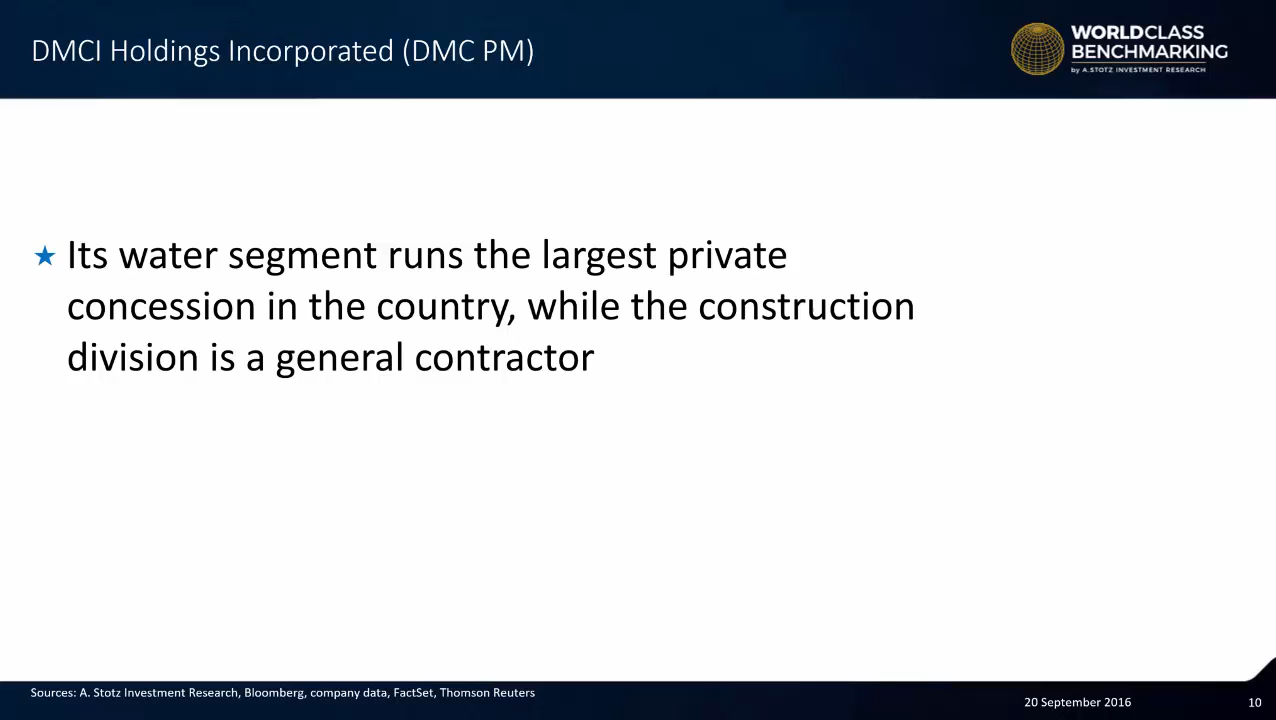 DMCI Holdings Incorporated (DMC PM)
WORLDCLASS
BENCHMARKING
by A.STOTZ INVESTMENT RESEARCH
Its water segment runs the largest private
concession in the country, while the construction
division is a general contractor
Sources: A. Stotz Investment Research, Bloomberg, company data, FactSet, Thomson Reuters
20 September 2016
10